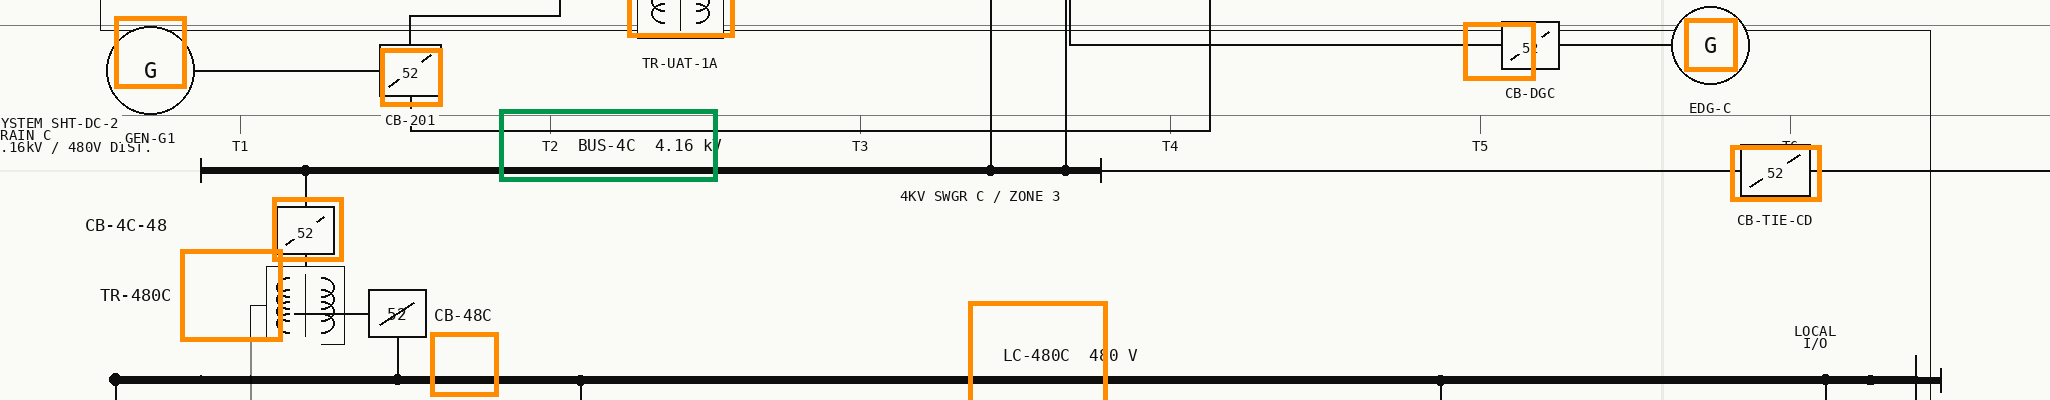 G
52
TR-UAT-1A
52
G
CB-DGC
EDG-C
CB-201
YSTEM SHT-DC-2
RAIN C
.16kV / 480V DIST.
GEN-G1
T1
T2
BUS-4C 4.16 kV
T3
T4
T5
4KV SWGR C / ZONE 3
52
CB-TIE-CD
CB-4C-48
52
TR-480C
52
CB-48C
LC-480C 480 V
LOCAL
I/O